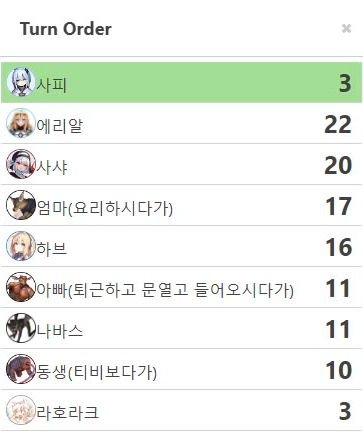 Turn Order ×
사피 3
에리알 22
사샤 20
엄마(요리하시다가) 17
하브 16
아빠(퇴근하고 문열고 들어오시다가) 11
나바스 11
동생(티비보다가) 10
라호라크 3